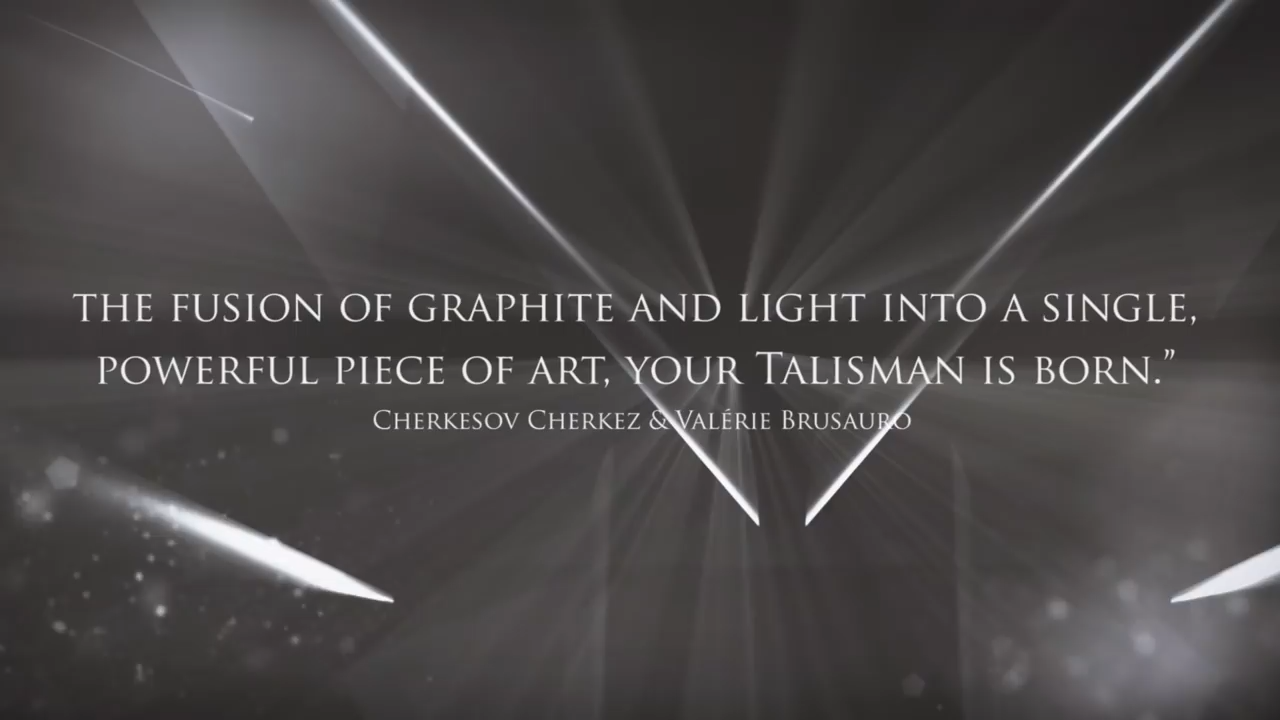 THE FUSION OF GRAPHITE AND LIGHT INTO A SINGLE,
POWERFUL PIECE OF ART, YOUR TALISMAN IS BORN.”
CHERKESOV CHERKEZ & VALÉRIE BRUSAURO